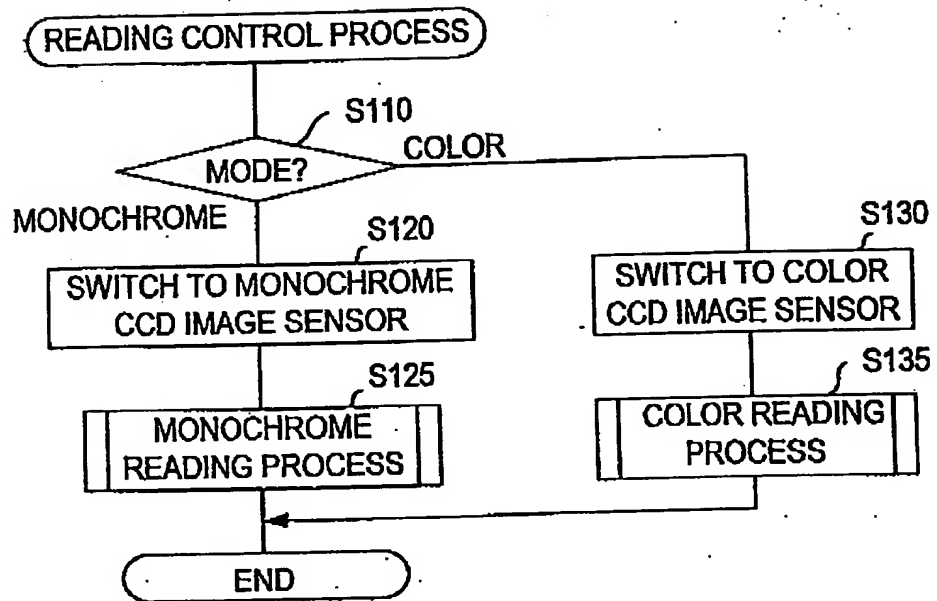 READING CONTROL PROCESS
S110
MODE?
COLOR
MONOCHROME
S120
SWITCH TO MONOCHROME
CCD IMAGE SENSOR
S130
SWITCH TO COLOR
CCD IMAGE SENSOR
S125
MONOCHROME
READING PROCESS
S135
COLOR READING
PROCESS
END